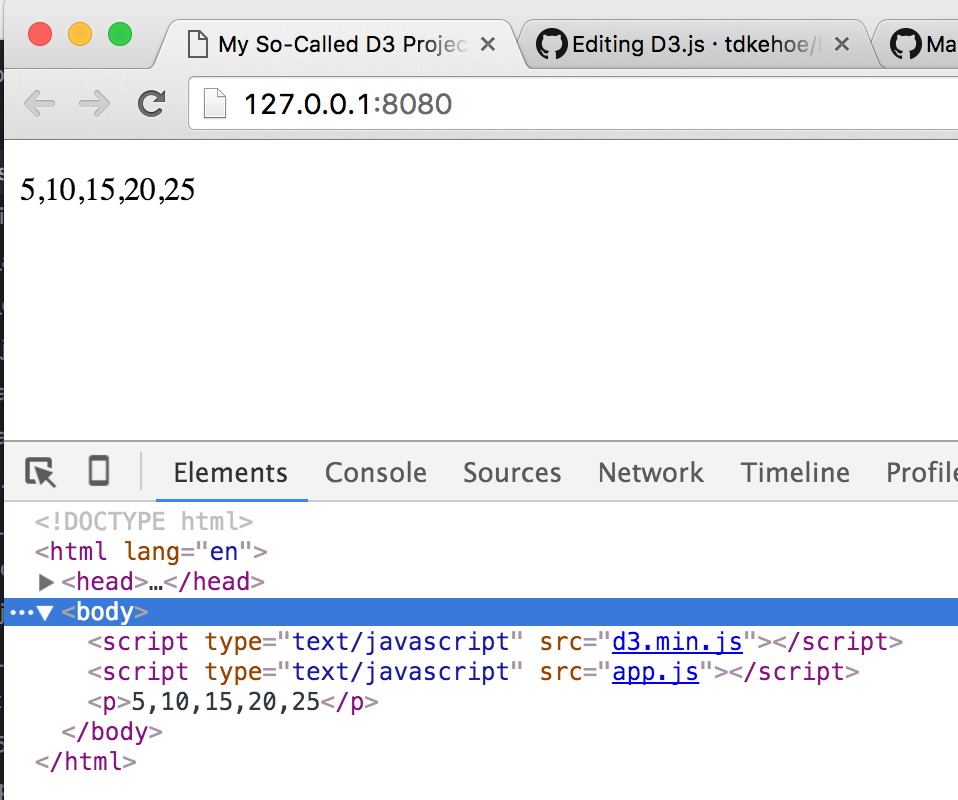 My So-Called D3 Projec
Editing D3.js · tdkehoe/
Ma
127.0.0.1:8080
5,10,15,20,25
Elements Console Sources Network Timeline Profile
<!DOCTYPE html>
<html lang="en">
▶<head>…</head>
…▼<body>
<script type="text/javascript" src="d3.min.js"></script>
<script type="text/javascript" src="app.js"></script>
<p>5,10,15,20,25</p>
</body>
</html>